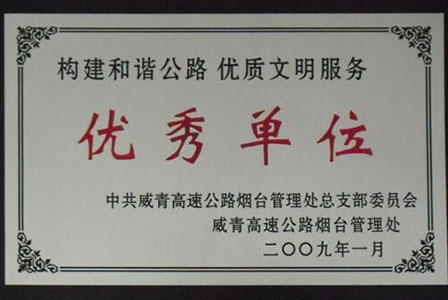 构建和谐公路 优质文明服务
优秀单位
中共威青高速公路烟台管理处总支部委员会
威青高速公路烟台管理处
二〇〇九年一月